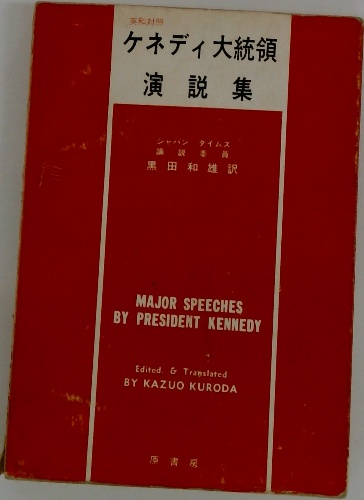 英和対照
ケネディ大統領
演説集
ジャパン タイムス
論説委員
黒田和雄訳
MAJOR SPEECHES
BY PRESIDENT KENNEDY
Edited & Translated
BY KAZUO KURODA
原書房